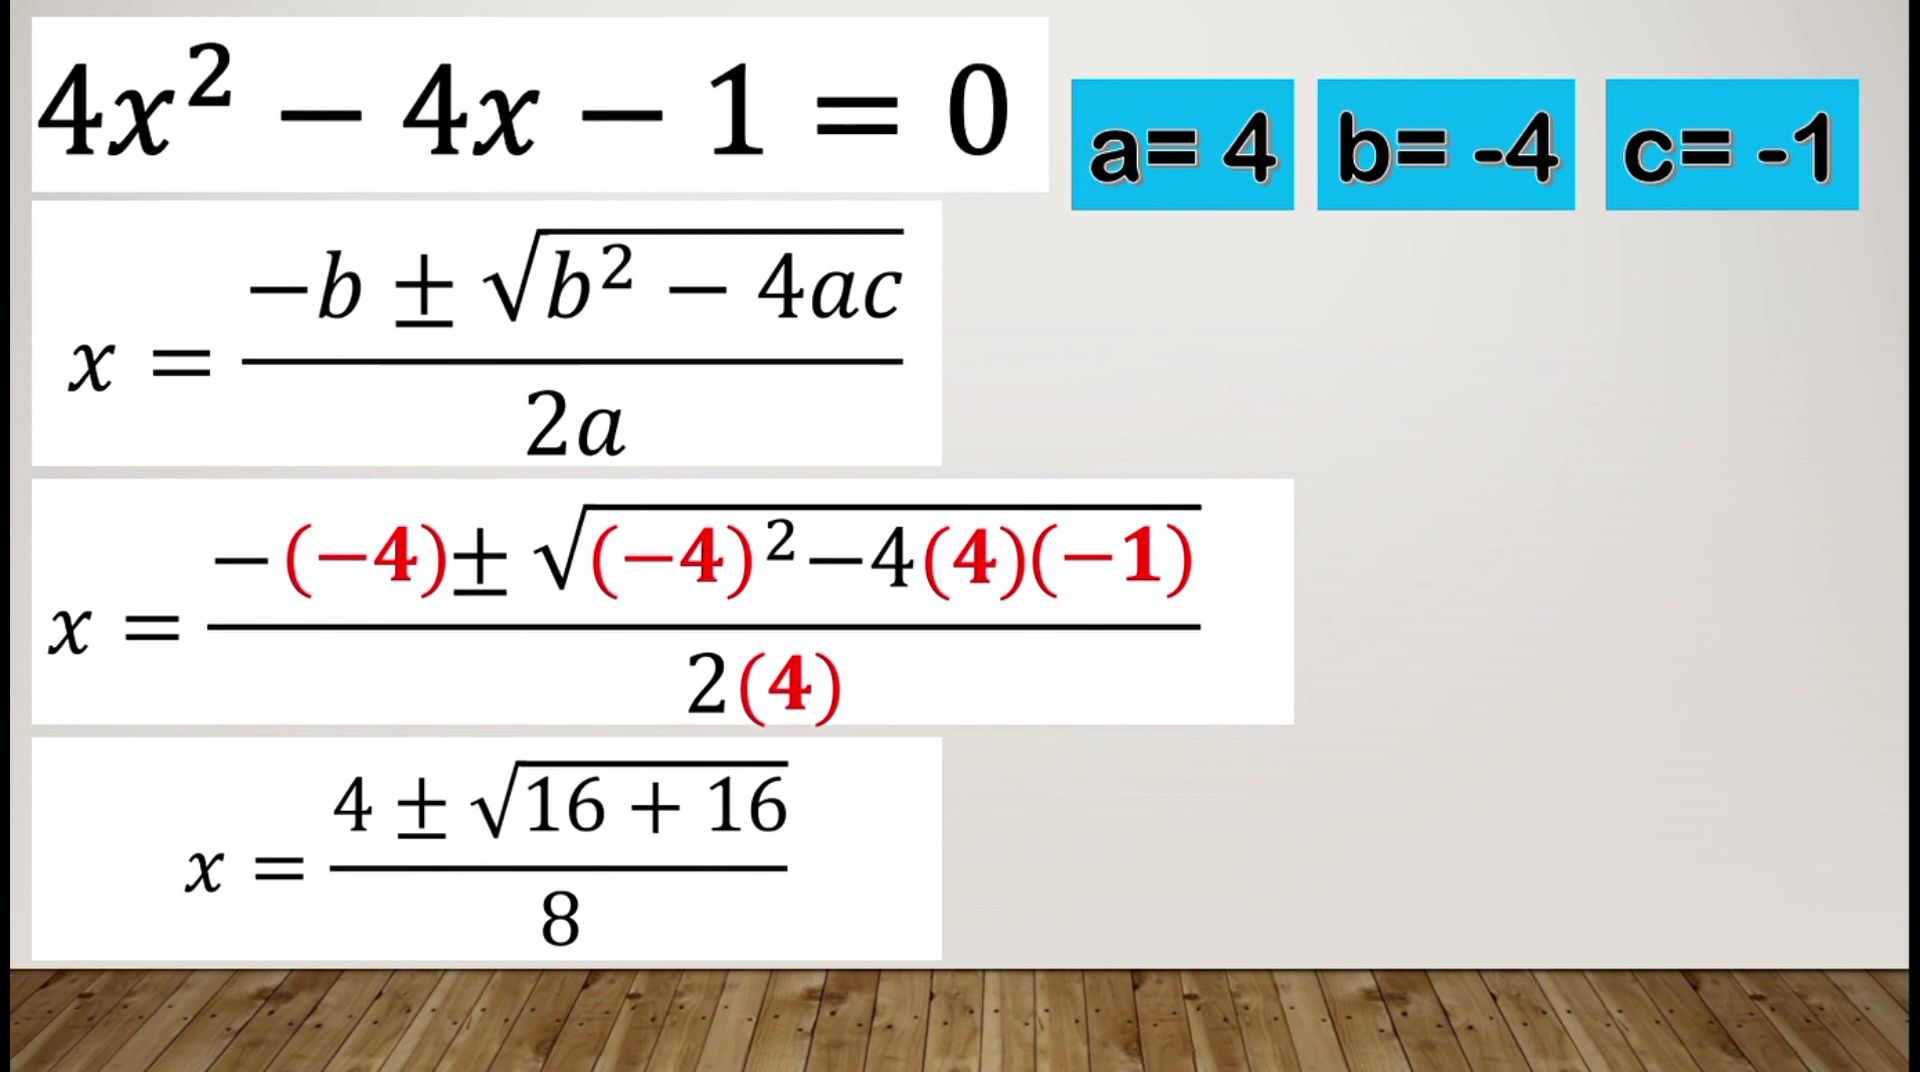 4x² − 4x − 1 = 0
a= 4 b= -4 c= -1
x = (−b ± √(b² − 4ac)) / 2a
x = (−(−4)± √((−4)²−4(4)(−1))) / 2(4)
x = (4 ± √(16 + 16)) / 8